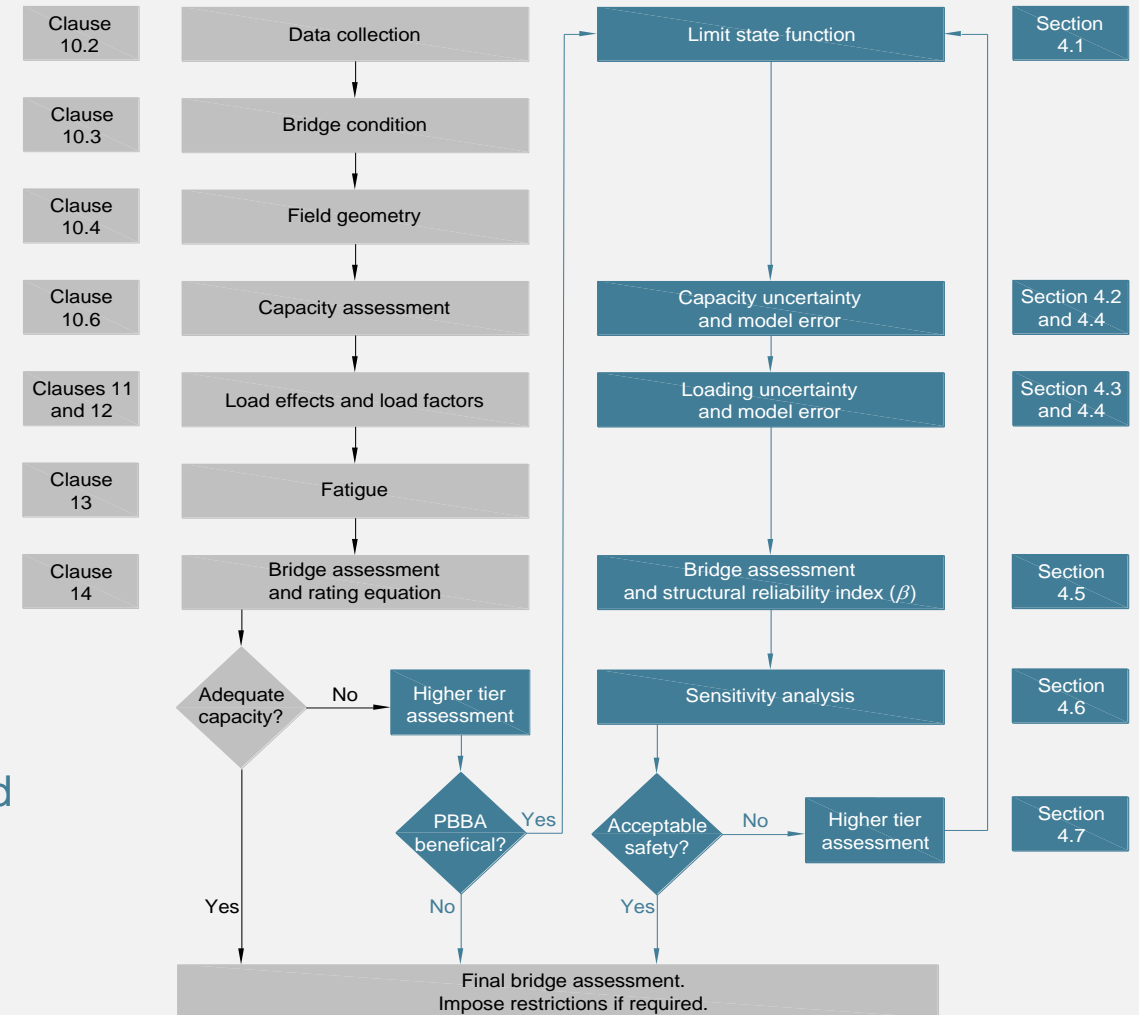 Clause
10.2
Data collection
Limit state function
Section
4.1
Clause
10.3
Bridge condition
Clause
10.4
Field geometry
Clause
10.6
Capacity assessment
Capacity uncertainty
and model error
Section 4.2
and 4.4
Clauses 11
and 12
Load effects and load factors
Loading uncertainty
and model error
Section 4.3
and 4.4
Clause
13
Fatigue
Clause
14
Bridge assessment
and rating equation
Bridge assessment
and structural reliability index (β)
Section
4.5
Adequate
capacity?
No
Higher tier
assessment
Sensitivity analysis
Section
4.6
d
PBBA
benefical?
Yes
Acceptable
safety?
No
Higher tier
assessment
Section
4.7
Yes
No
Yes
Final bridge assessment.
Impose restrictions if required.